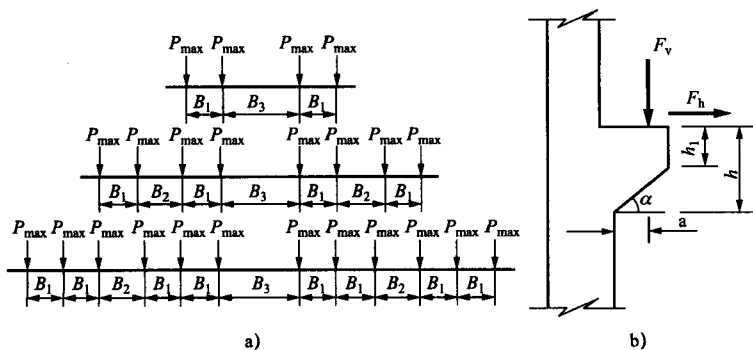 P_max P_max P_max P_max
B_1 B_3 B_1
P_max P_max P_max P_max P_max P_max P_max P_max
B_1 B_2 B_1 B_3 B_1 B_2 B_1
P_max P_max P_max P_max P_max P_max P_max P_max P_max P_max
B_1 B_1 B_2 B_1 B_1 B_3 B_1 B_1 B_2 B_1 B_1
a)
F_v
F_h
h_1
h
α
a
b)